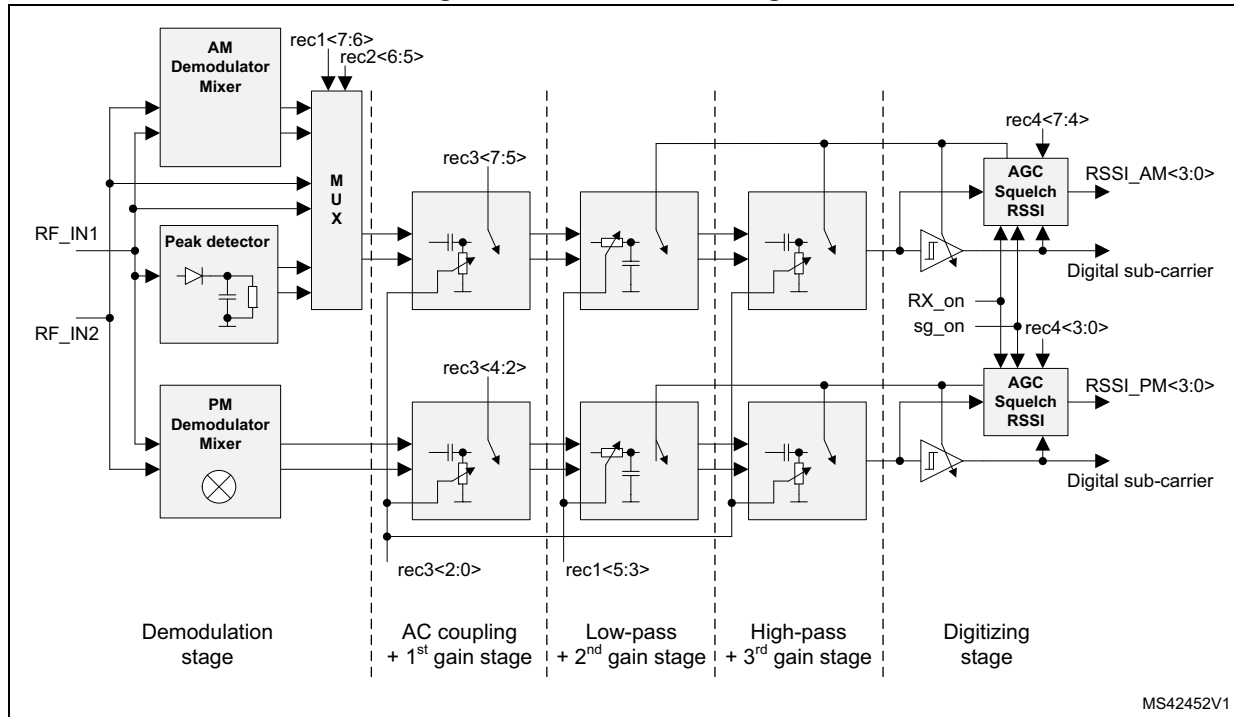 rec1<7:6>
rec2<6:5>
AM
Demodulator
Mixer
M
U
X
rec3<7:5>
rec4<7:4>
AGC
Squelch
RSSI
RSSI_AM<3:0>
RF_IN1
Peak detector
Digital sub-carrier
RX_on
sg_on
RF_IN2
rec4<3:0>
rec3<4:2>
AGC
Squelch
RSSI
RSSI_PM<3:0>
PM
Demodulator
Mixer
Digital sub-carrier
rec3<2:0>
rec1<5:3>
Demodulation
stage
AC coupling
+ 1st gain stage
Low-pass
+ 2nd gain stage
High-pass
+ 3rd gain stage
Digitizing
stage
MS42452V1